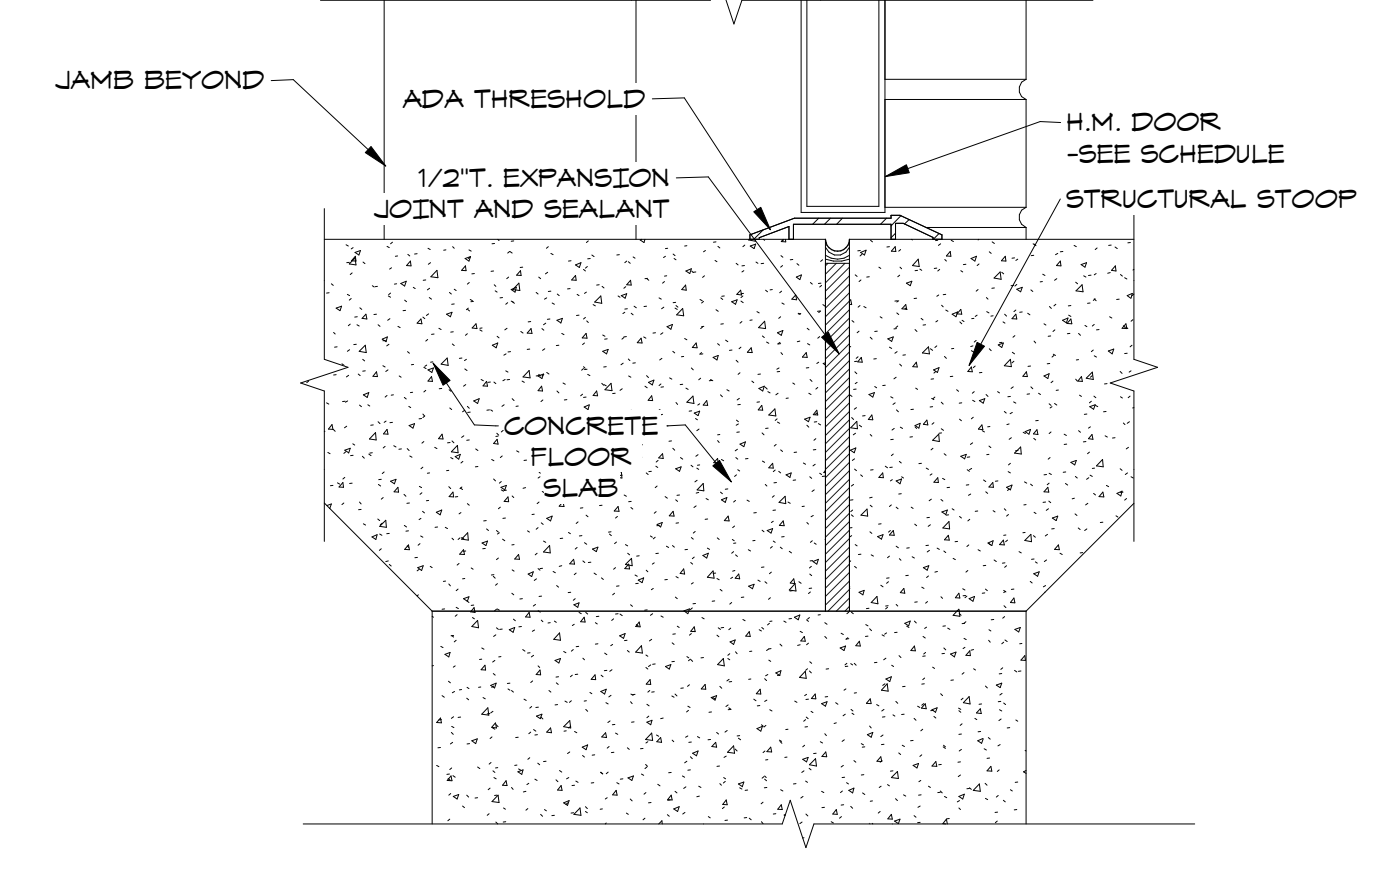 JAMB BEYOND
ADA THRESHOLD
1/2"T. EXPANSION
JOINT AND SEALANT
H.M. DOOR
-SEE SCHEDULE
STRUCTURAL STOOP
CONCRETE
FLOOR
SLAB